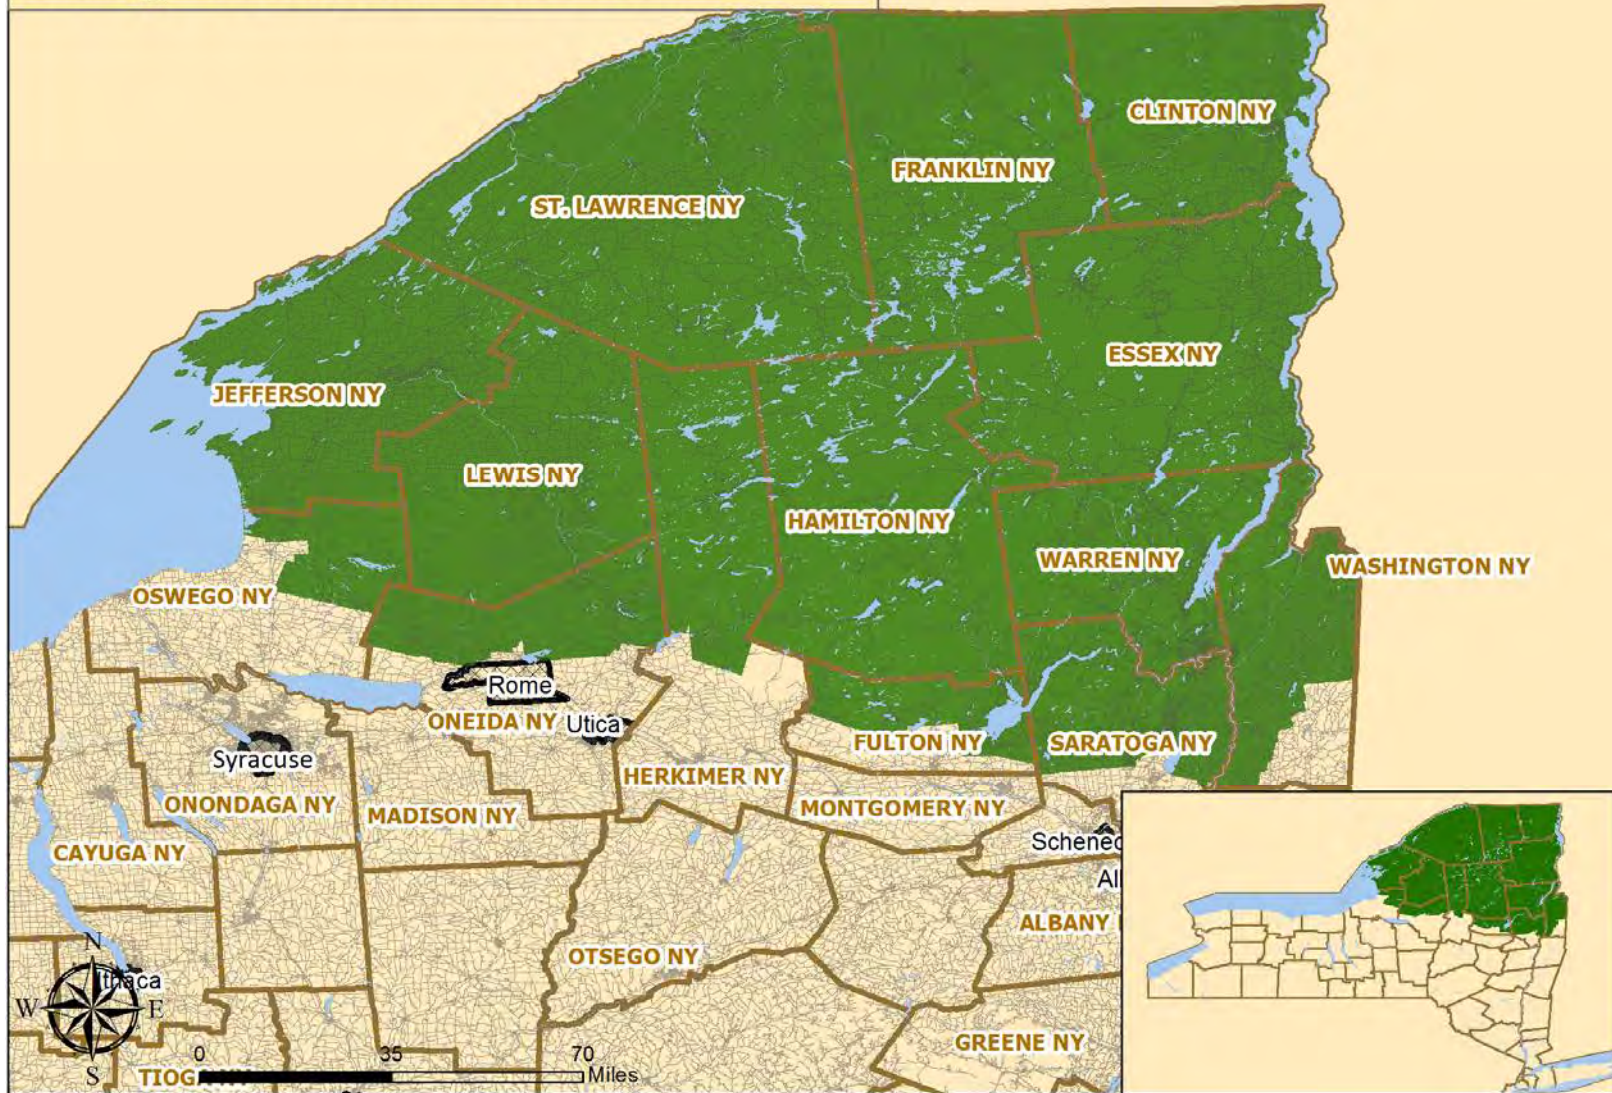 CLINTON NY
FRANKLIN NY
ST. LAWRENCE NY
ESSEX NY
JEFFERSON NY
LEWIS NY
HAMILTON NY
WARREN NY
WASHINGTON NY
OSWEGO NY
Rome
ONEIDA NY
Utica
FULTON NY
SARATOGA NY
Syracuse
HERKIMER NY
ONONDAGA NY
MADISON NY
MONTGOMERY NY
Schenec
CAYUGA NY
Al
ALBANY
OTSEGO NY
N
Ithaca
W
E
S
GREENE NY
0 35 70
Miles
TIOG